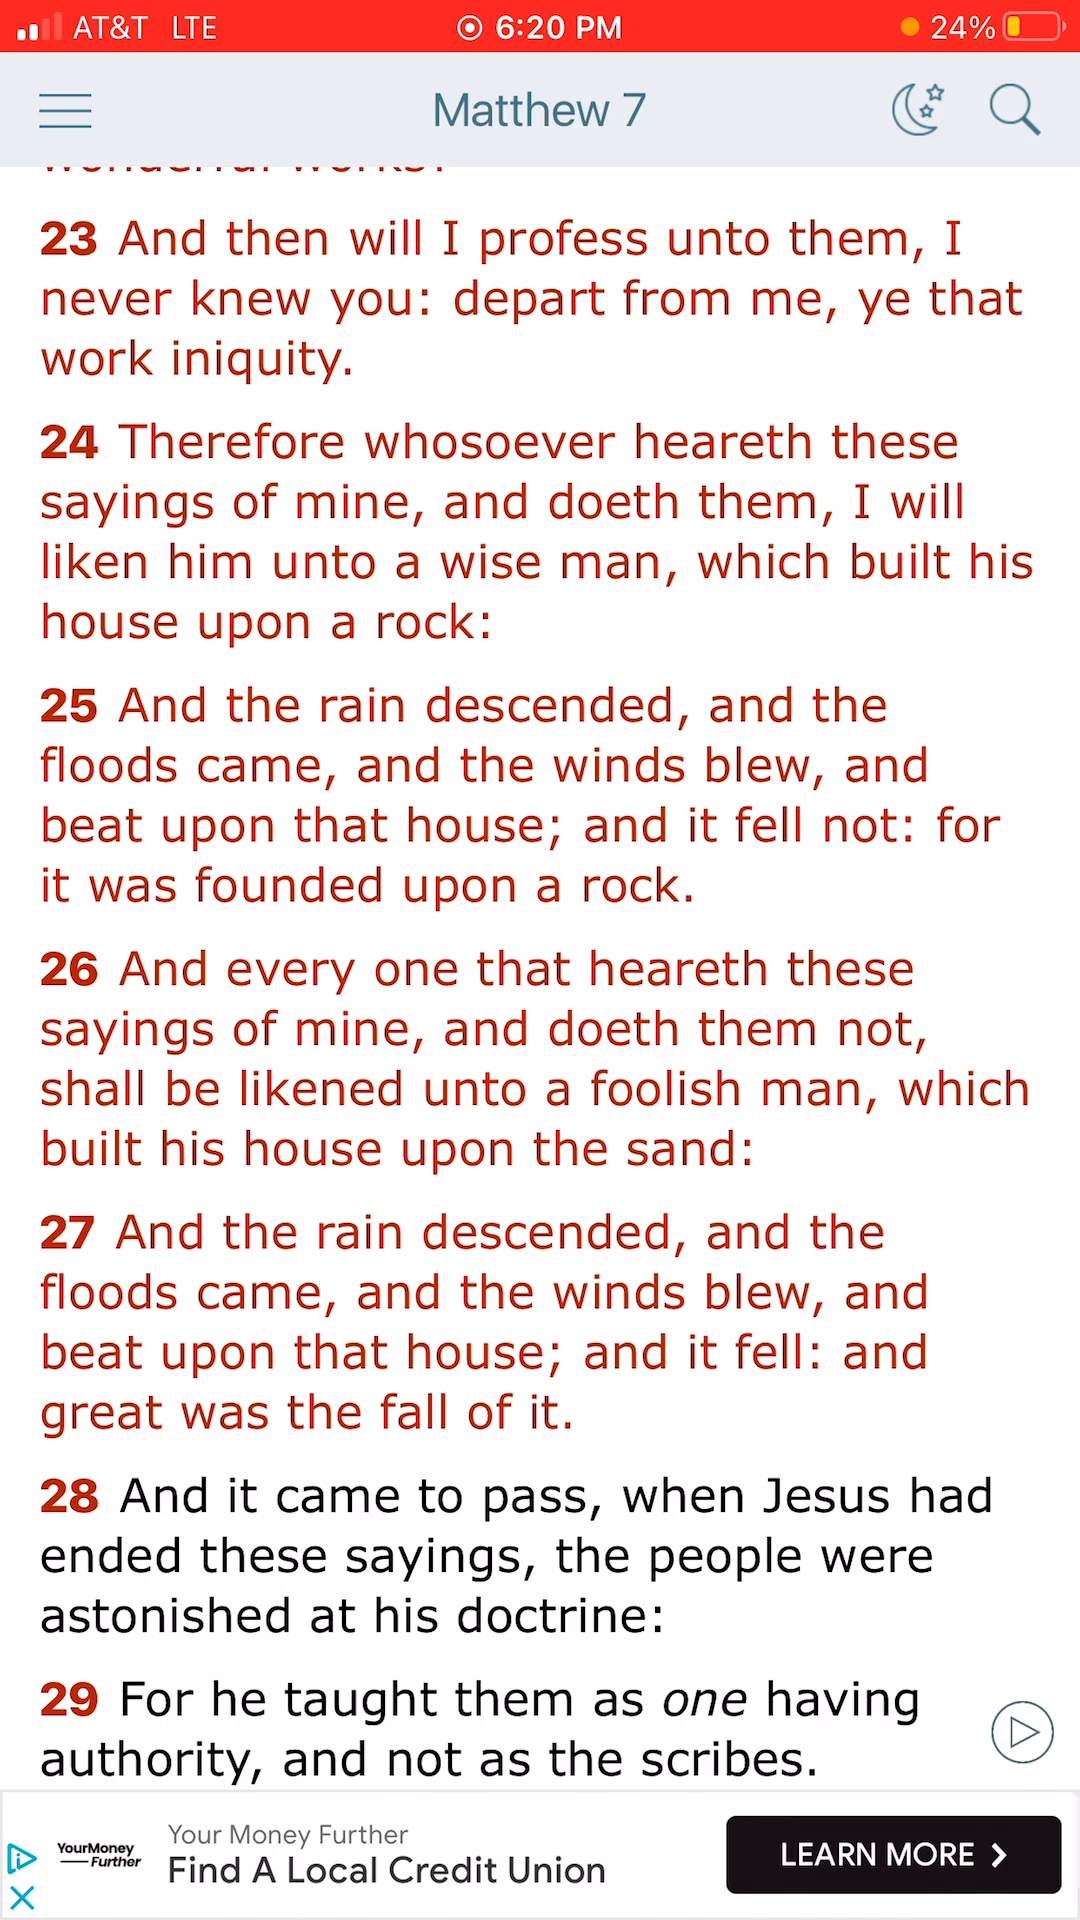 AT&T LTE 6:20 PM 24%
Matthew 7
wonderful works?
23 And then will I profess unto them, I
never knew you: depart from me, ye that
work iniquity.
24 Therefore whosoever heareth these
sayings of mine, and doeth them, I will
liken him unto a wise man, which built his
house upon a rock:
25 And the rain descended, and the
floods came, and the winds blew, and
beat upon that house; and it fell not: for
it was founded upon a rock.
26 And every one that heareth these
sayings of mine, and doeth them not,
shall be likened unto a foolish man, which
built his house upon the sand:
27 And the rain descended, and the
floods came, and the winds blew, and
beat upon that house; and it fell: and
great was the fall of it.
28 And it came to pass, when Jesus had
ended these sayings, the people were
astonished at his doctrine:
29 For he taught them as one having
authority, and not as the scribes.
YourMoney
Further
Your Money Further
Find A Local Credit Union
LEARN MORE